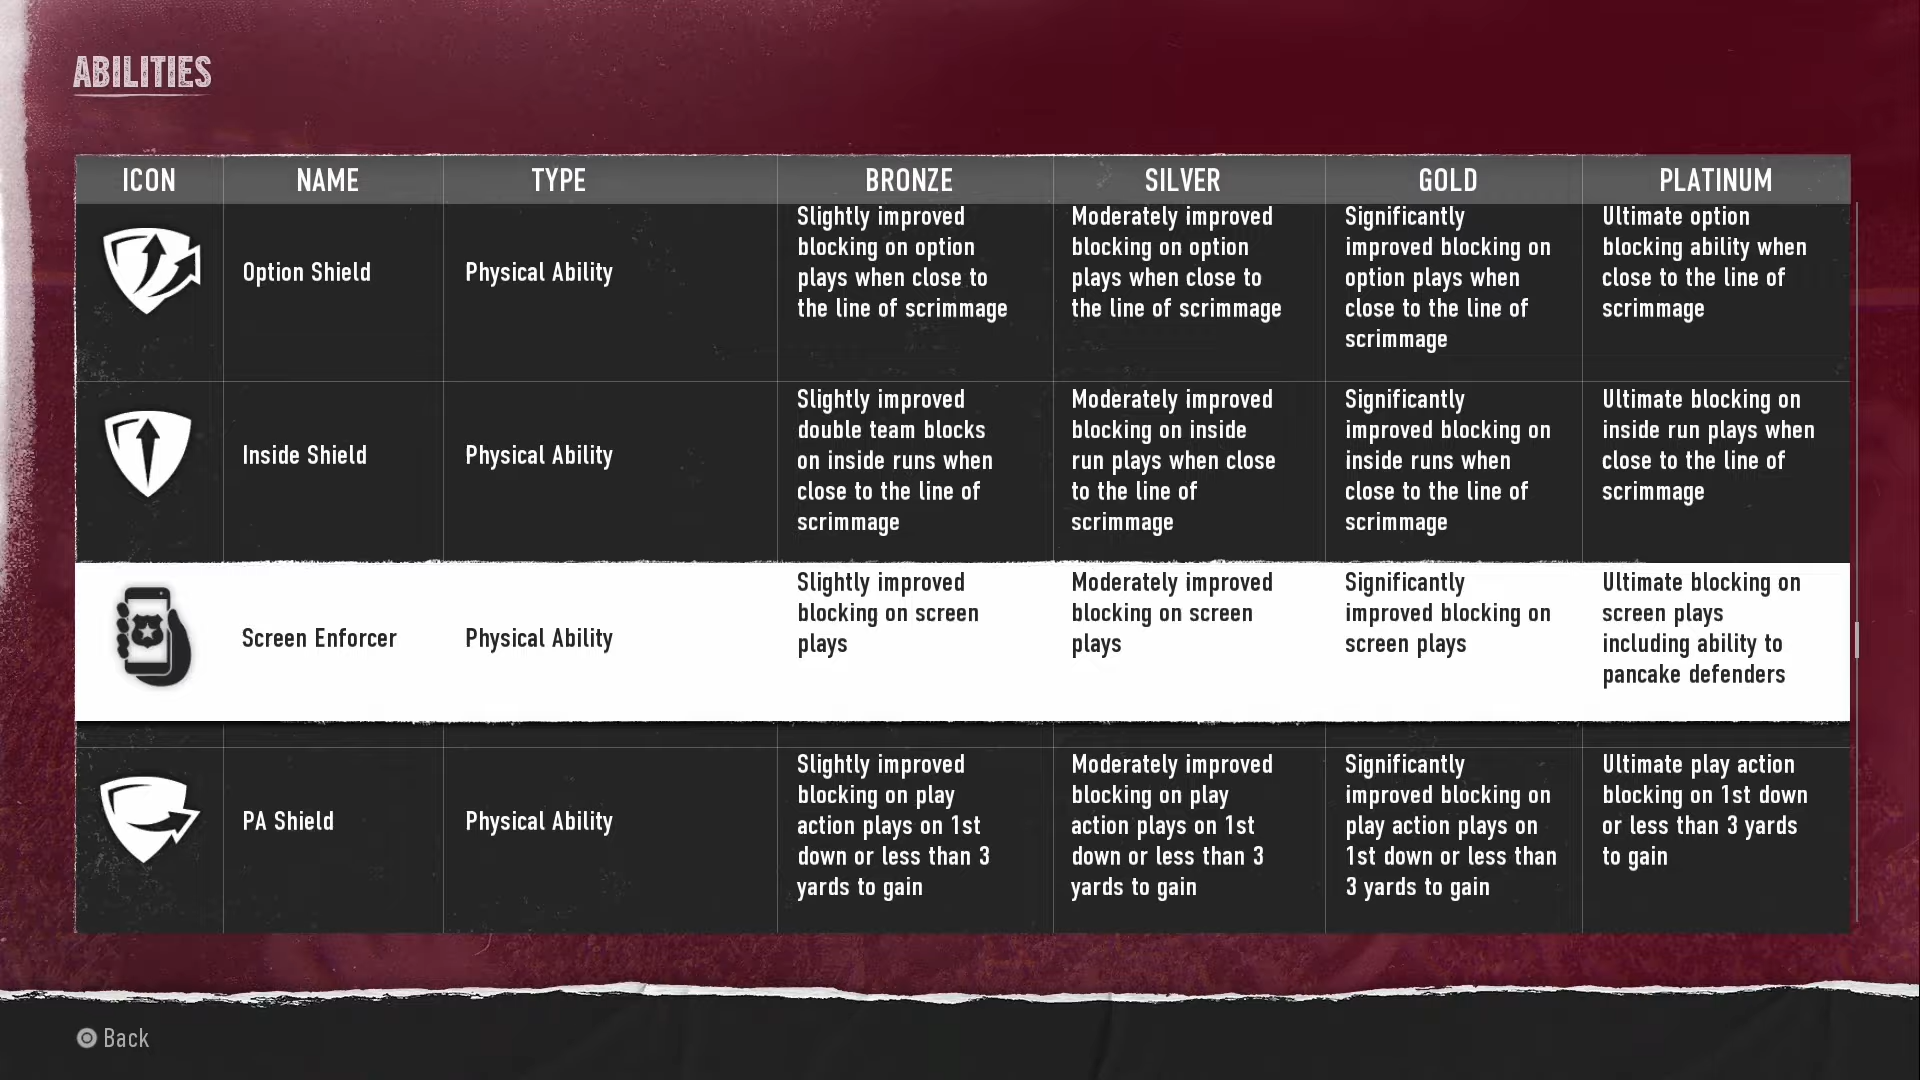 ABILITIES
ICON NAME TYPE BRONZE SILVER GOLD PLATINUM
Option Shield
Physical Ability
Slightly improved
blocking on option
plays when close to
the line of scrimmage
Moderately improved
blocking on option
plays when close to
the line of scrimmage
Significantly
improved blocking on
option plays when
close to the line of
scrimmage
Ultimate option
blocking ability when
close to the line of
scrimmage
Inside Shield
Physical Ability
Slightly improved
double team blocks
on inside runs when
close to the line of
scrimmage
Moderately improved
blocking on inside
run plays when close
to the line of
scrimmage
Significantly
improved blocking on
inside runs when
close to the line of
scrimmage
Ultimate blocking on
inside run plays when
close to the line of
scrimmage
Screen Enforcer
Physical Ability
Slightly improved
blocking on screen
plays
Moderately improved
blocking on screen
plays
Significantly
improved blocking on
screen plays
Ultimate blocking on
screen plays
including ability to
pancake defenders
PA Shield
Physical Ability
Slightly improved
blocking on play
action plays on 1st
down or less than 3
yards to gain
Moderately improved
blocking on play
action plays on 1st
down or less than 3
yards to gain
Significantly
improved blocking on
play action plays on
1st down or less than
3 yards to gain
Ultimate play action
blocking on 1st down
or less than 3 yards
to gain
Back